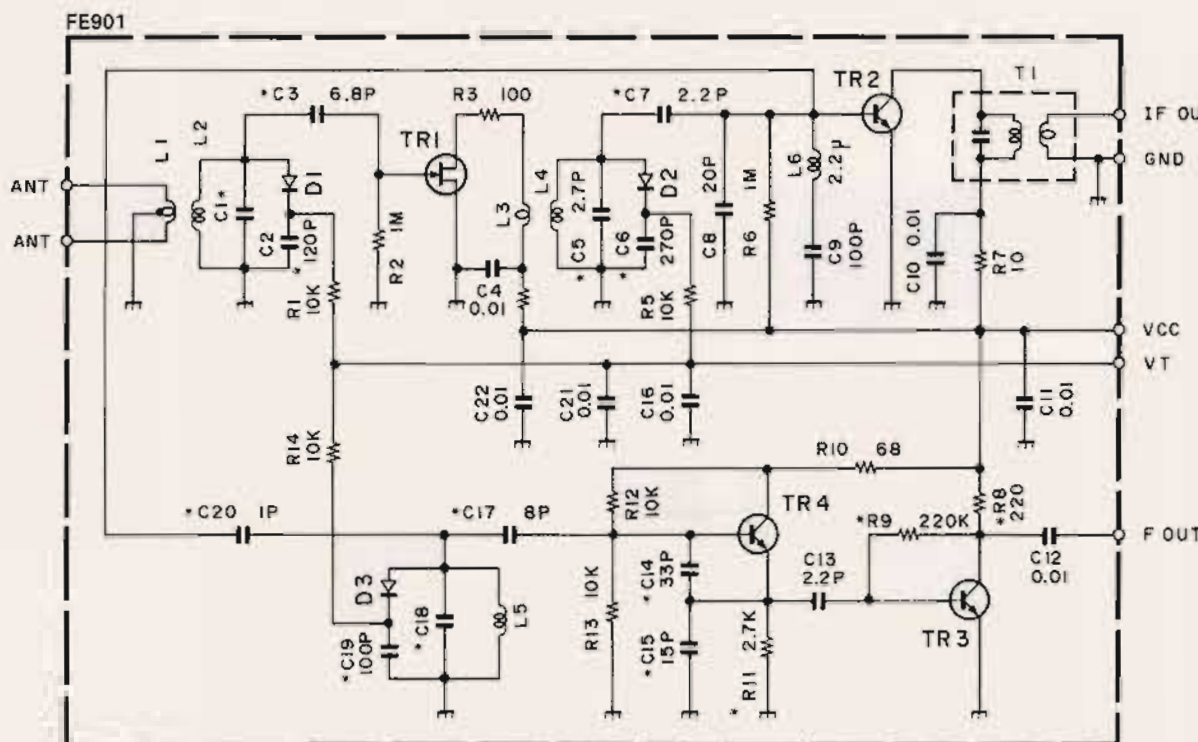 FE901
*C3 6.8P
R3 100
*C7 2.2P
TR2
T1
IF OU
GND
L1
L2
TR1
ANT
ANT
C1*
D1
C2
*120P
R1
10K
R2
1M
L3
C4
0.01
L4
2.7P
C5
*
D2
C6
*
270P
R5
10K
20P
C8
1M
R6
L6
2.2μ
C9
100P
C10 0.01
R7
10
VCC
VT
C22
0.01
C21
0.01
C16
0.01
C11
0.01
R14
10K
R10 68
*C20 1P
*C17 8P
R12
10K
TR4
*R9 220K
*R8
220
F OUT
C12
0.01
D3
*C19
100P
*C18
L5
R13 10K
*C14
33P
*C15
15P
C13
2.2P
*R11 2.7K
TR3